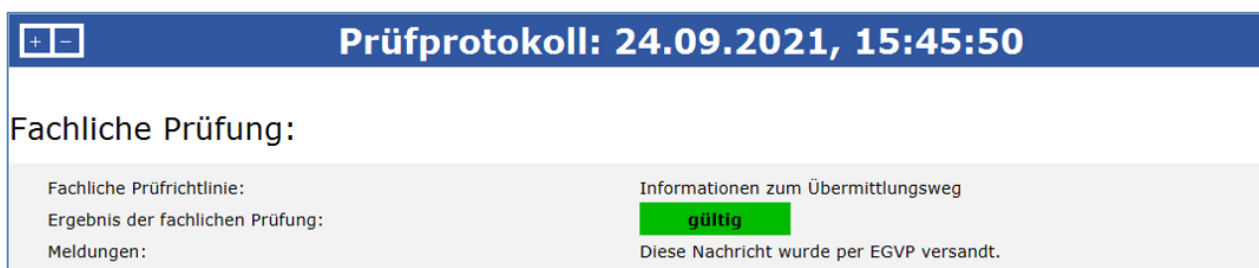 + - Prüfprotokoll: 24.09.2021, 15:45:50
Fachliche Prüfung:
Fachliche Prüfrichtlinie: Informationen zum Übermittlungsweg
Ergebnis der fachlichen Prüfung: gültig
Meldungen: Diese Nachricht wurde per EGVP versandt.